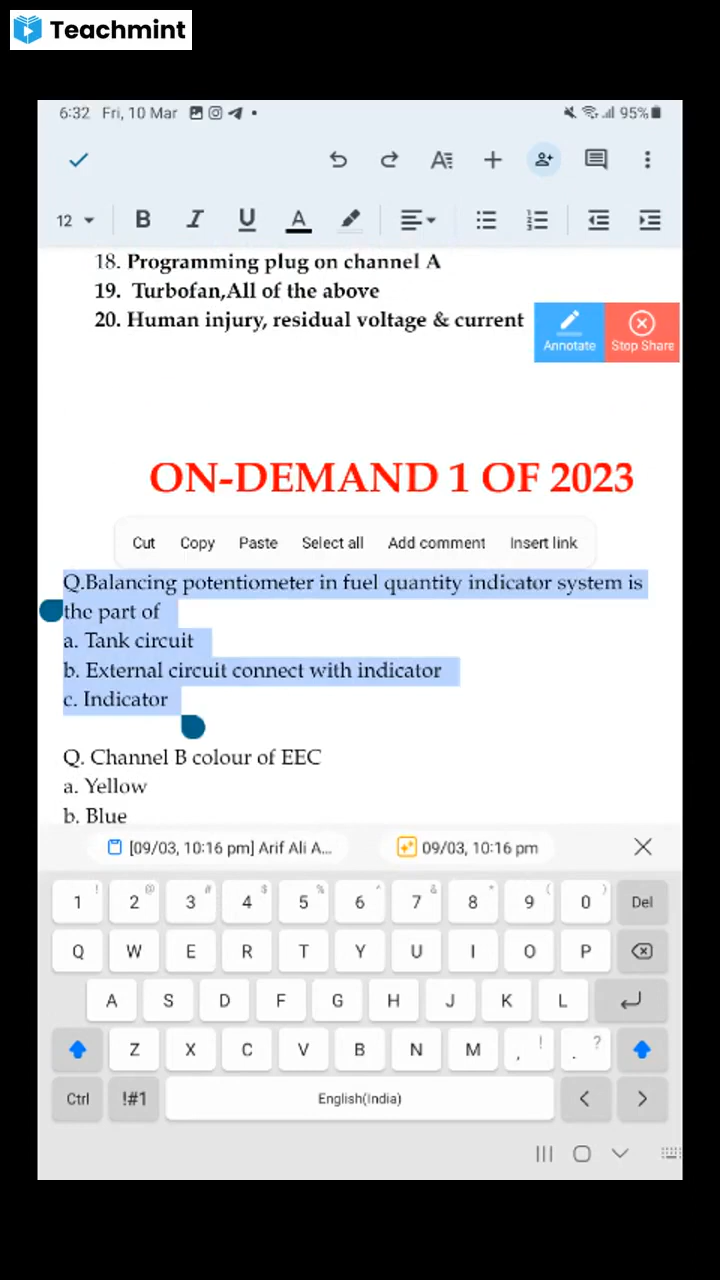 Teachmint
6:32 Fri, 10 Mar 95%
12 B I U A
18. Programming plug on channel A
19. Turbofan,All of the above
20. Human injury, residual voltage & current
Annotate Stop Share
ON-DEMAND 1 OF 2023
Cut Copy Paste Select all Add comment Insert link
Q.Balancing potentiometer in fuel quantity indicator system is
the part of
a. Tank circuit
b. External circuit connect with indicator
c. Indicator
Q. Channel B colour of EEC
a. Yellow
b. Blue
[09/03, 10:16 pm] Arif Ali A... 09/03, 10:16 pm
1 ! 2 @ 3 # 4 $ 5 % 6 ^ 7 & 8 * 9 ( 0 ) Del
Q W E R T Y U I O P
A S D F G H J K L
Z X C V B N M , ! . ?
Ctrl !#1 English(India) < >